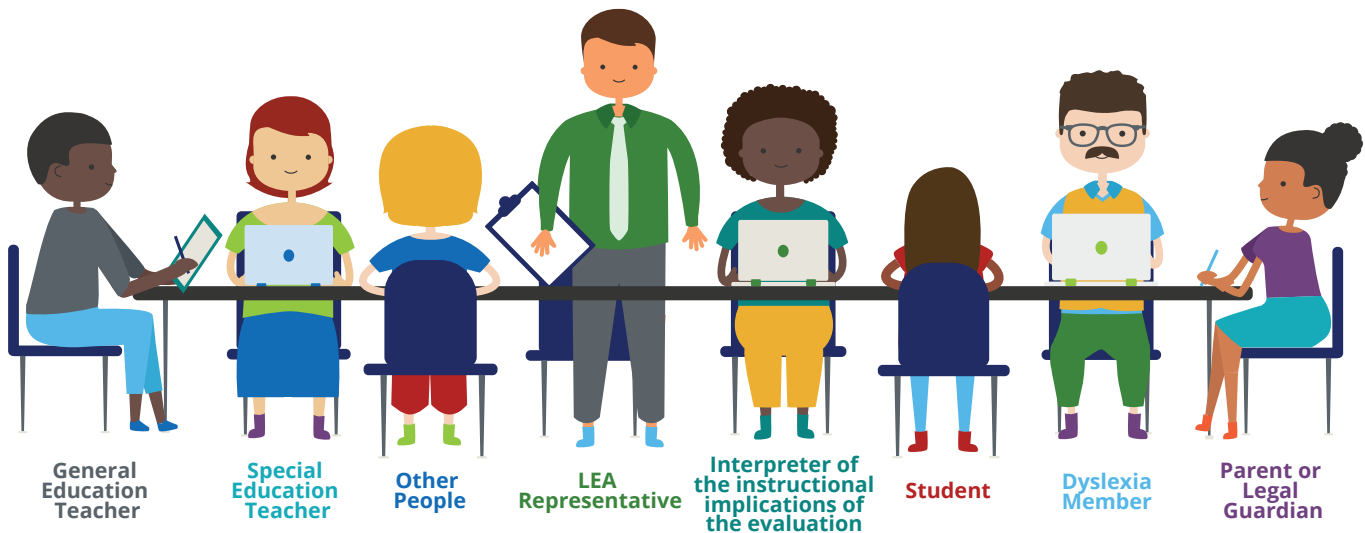 General
Education
Teacher
Special
Education
Teacher
Other
People
LEA
Representative
Interpreter of
the instructional
implications of
the evaluation
Student
Dyslexia
Member
Parent or
Legal
Guardian